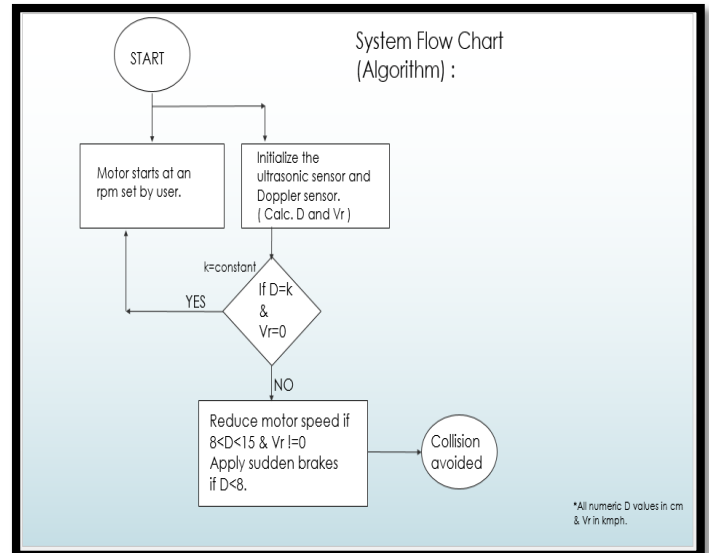 System Flow Chart
(Algorithm) :
START
Motor starts at an
rpm set by user.
Initialize the
ultrasonic sensor and
Doppler sensor.
( Calc. D and Vr )
k=constant
If D=k
&
Vr=0
YES
NO
Reduce motor speed if
8<D<15 & Vr !=0
Apply sudden brakes
if D<8.
Collision
avoided
*All numeric D values in cm
& Vr in kmph.